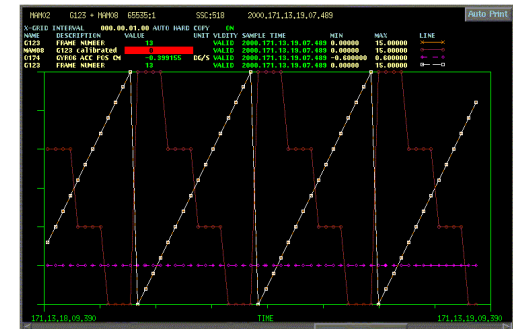 MAM02 G123 + MAM08 65535:1 SSC:518 2000.171.13.19.07.489 Auto Print
X-GRID INTERVAL 000.00.01.00 AUTO HARD COPY ON
NAME DESCRIPTION VALUE UNIT VLDITY SAMPLE TIME MIN MAX LINE
G123 FRAME NUMBER 13 VALID 2000.171.13.19.07.489 0.00000 15.00000
MAM08 G123 calibrated 0 VALID 2000.171.13.19.07.489 0.00000 15.00000
G174 GYRO6 ACC POS CM -0.399155 DG/S VALID 2000.171.13.19.07.489 -0.600000 0.600000
G123 FRAME NUMBER 13 VALID 2000.171.13.19.07.489 0.00000 15.00000
171.13.18.09.390 TIME 171.13.19.09.390